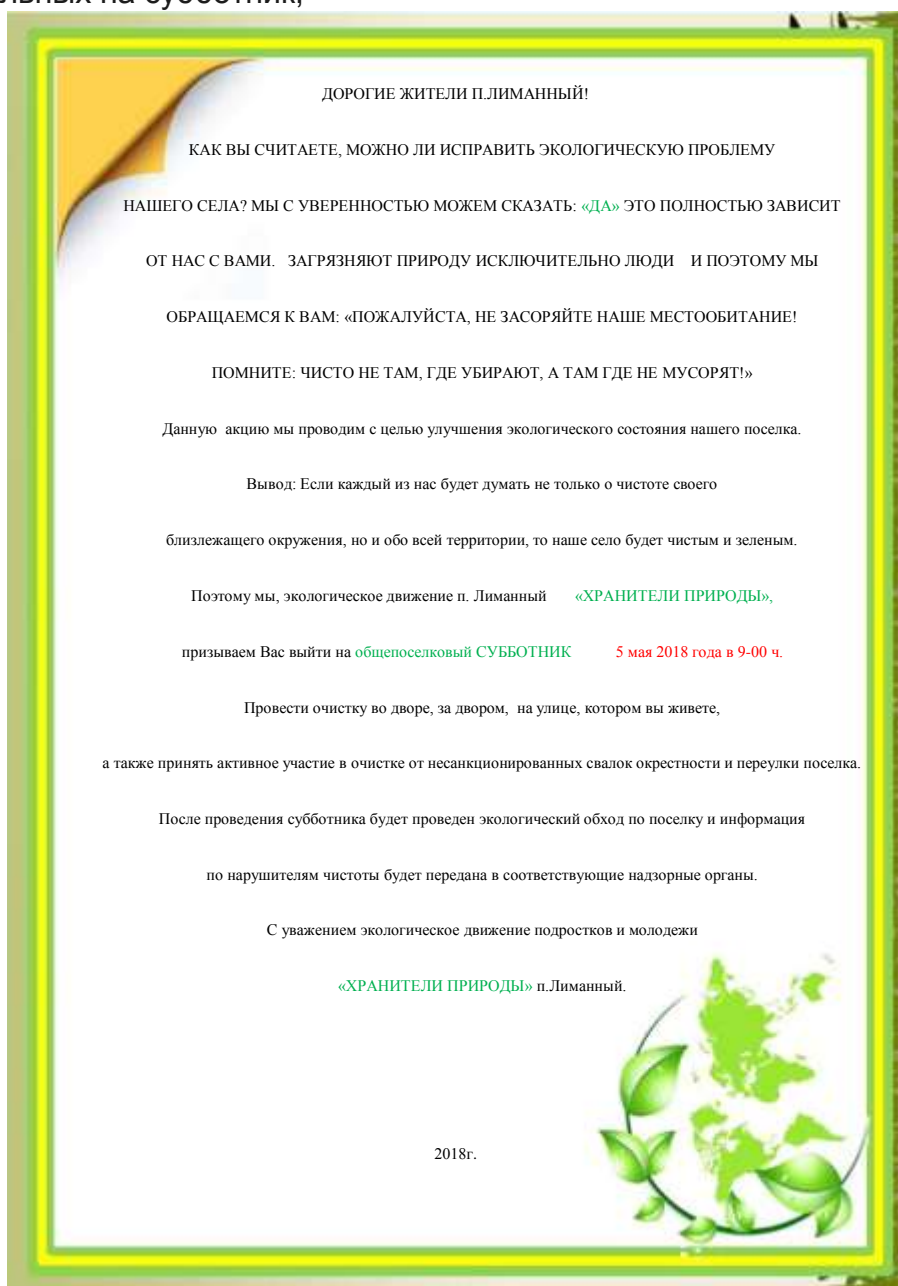 льных на субботник,
ДОРОГИЕ ЖИТЕЛИ П.ЛИМАННЫЙ!
КАК ВЫ СЧИТАЕТЕ, МОЖНО ЛИ ИСПРАВИТЬ ЭКОЛОГИЧЕСКУЮ ПРОБЛЕМУ
НАШЕГО СЕЛА? МЫ С УВЕРЕННОСТЬЮ МОЖЕМ СКАЗАТЬ: «ДА» ЭТО ПОЛНОСТЬЮ ЗАВИСИТ
ОТ НАС С ВАМИ. ЗАГРЯЗНЯЮТ ПРИРОДУ ИСКЛЮЧИТЕЛЬНО ЛЮДИ И ПОЭТОМУ МЫ
ОБРАЩАЕМСЯ К ВАМ: «ПОЖАЛУЙСТА, НЕ ЗАСОРЯЙТЕ НАШЕ МЕСТООБИТАНИЕ!
ПОМНИТЕ: ЧИСТО НЕ ТАМ, ГДЕ УБИРАЮТ, А ТАМ ГДЕ НЕ МУСОРЯТ!»
Данную акцию мы проводим с целью улучшения экологического состояния нашего поселка.
Вывод: Если каждый из нас будет думать не только о чистоте своего
близлежащего окружения, но и обо всей территории, то наше село будет чистым и зеленым.
Поэтому мы, экологическое движение п. Лиманный «ХРАНИТЕЛИ ПРИРОДЫ»,
призываем Вас выйти на общепоселковый СУББОТНИК 5 мая 2018 года в 9-00 ч.
Провести очистку во дворе, за двором, на улице, котором вы живете,
а также принять активное участие в очистке от несанкционированных свалок окрестности и переулки поселка.
После проведения субботника будет проведен экологический обход по поселку и информация
по нарушителям чистоты будет передана в соответствующие надзорные органы.
С уважением экологическое движение подростков и молодежи
«ХРАНИТЕЛИ ПРИРОДЫ» п.Лиманный.
2018г.